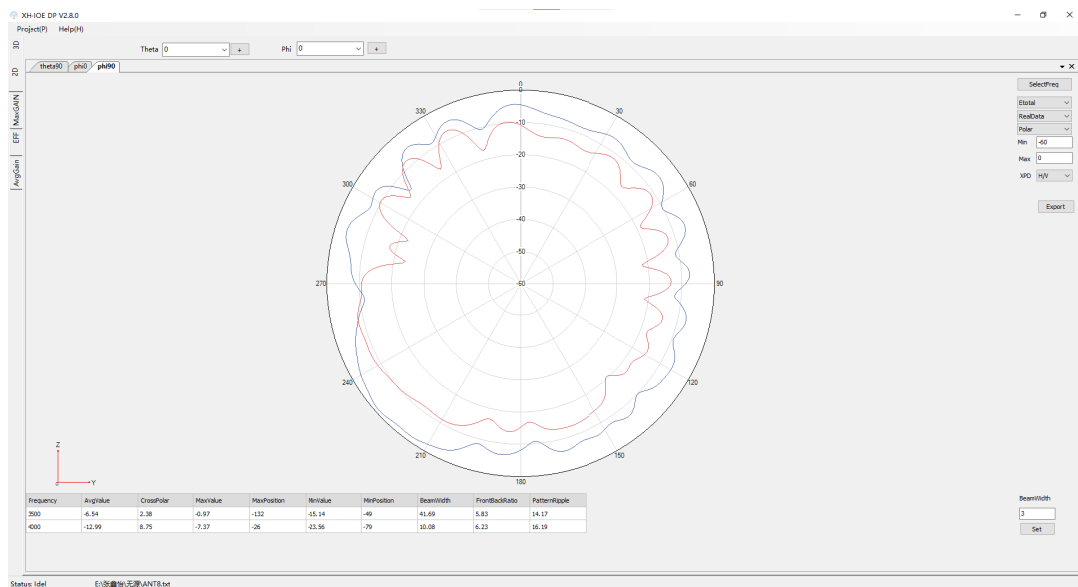 XH-IOE DP V2.8.0
Project(P) Help(H)
3D
2D
MaxGAIN
EFF
AvgGain
Theta 0 + Phi 0 +
theta90 phi0 phi90
0
0
30
60
90
120
150
180
210
240
270
300
330
-10
-20
-30
-40
-50
-60
Z
Y
SelectFreq
Etotal
RealData
Polar
Min -60
Max 0
XPD H/V
Export
Frequency AvgValue CrossPolar MaxValue MaxPosition MinValue MinPosition BeamWidth FrontBackRatio PatternRipple
3500 -6.54 2.38 -0.97 -132 -15.14 -49 41.69 5.83 14.17
4000 -12.99 8.75 -7.37 -26 -23.56 -79 10.08 6.23 16.19
BeamWidth
3
Set
Status: Idel E:\张鑫怡\无源\ANT8.txt